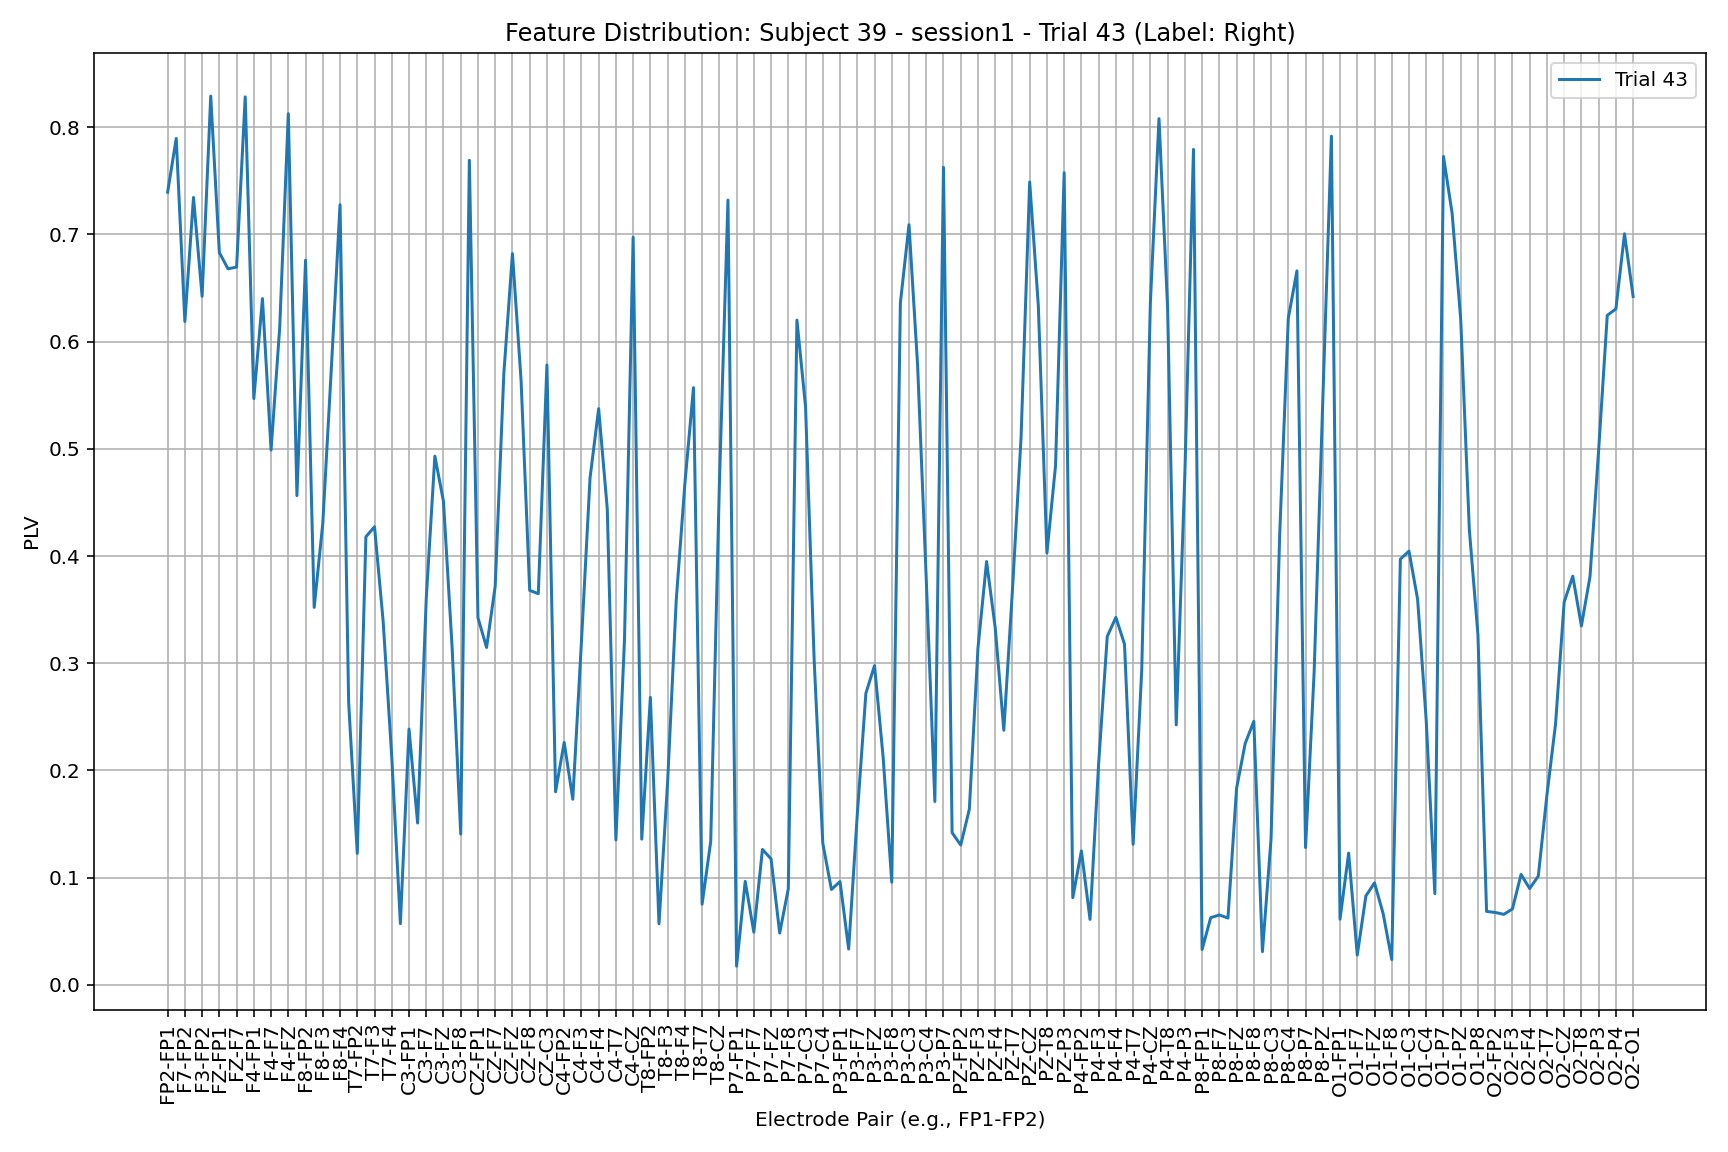 Feature Distribution: Subject 39 - session1 - Trial 43 (Label: Right)
Trial 43
PLV
0.8
0.7
0.6
0.5
0.4
0.3
0.2
0.1
0.0
FP2-FP1
F7-FP2
F3-FP2
FZ-FP1
FZ-F7
F4-FP1
F4-F7
F4-FZ
F8-FP2
F8-F3
F8-F4
T7-FP2
T7-F3
T7-F4
C3-FP1
C3-F7
C3-FZ
C3-F8
CZ-FP1
CZ-F7
CZ-FZ
CZ-F8
CZ-C3
C4-FP2
C4-F3
C4-F4
C4-T7
C4-CZ
T8-FP2
T8-F3
T8-F4
T8-T7
T8-CZ
P7-FP1
P7-F7
P7-FZ
P7-F8
P7-C3
P7-C4
P3-FP1
P3-F7
P3-FZ
P3-F8
P3-C3
P3-C4
P3-P7
PZ-FP2
PZ-F3
PZ-F4
PZ-T7
PZ-CZ
PZ-T8
PZ-P3
P4-FP2
P4-F3
P4-F4
P4-T7
P4-CZ
P4-T8
P4-P3
P8-FP1
P8-F7
P8-FZ
P8-F8
P8-C3
P8-C4
P8-P7
P8-PZ
O1-FP1
O1-F7
O1-FZ
O1-F8
O1-C3
O1-C4
O1-P7
O1-PZ
O1-P8
O2-FP2
O2-F3
O2-F4
O2-T7
O2-CZ
O2-T8
O2-P3
O2-P4
O2-O1
Electrode Pair (e.g., FP1-FP2)